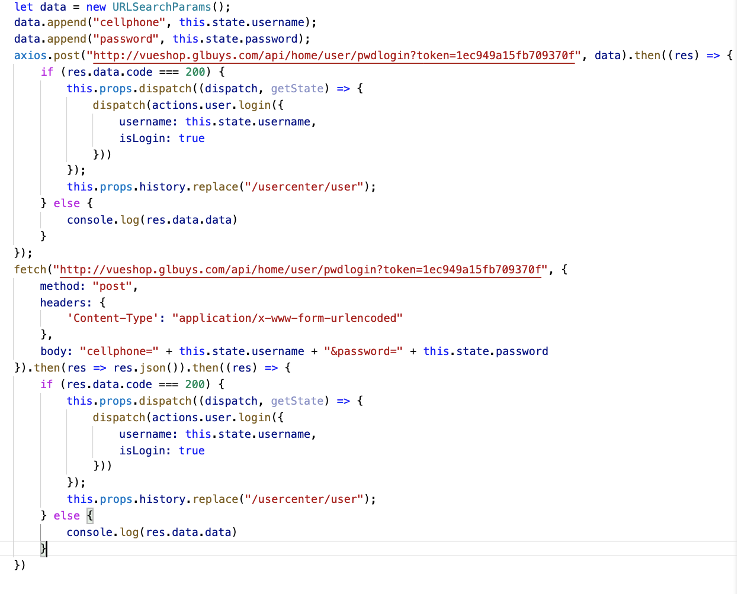 let data = new URLSearchParams();
data.append("cellphone", this.state.username);
data.append("password", this.state.password);
axios.post("http://vueshop.glbuys.com/api/home/user/pwdlogin?token=1ec949a15fb709370f", data).then((res) => {
    if (res.data.code === 200) {
        this.props.dispatch((dispatch, getState) => {
            dispatch(actions.user.login({
                username: this.state.username,
                isLogin: true
            }))
        });
        this.props.history.replace("/usercenter/user");
    } else {
        console.log(res.data.data)
    }
});
fetch("http://vueshop.glbuys.com/api/home/user/pwdlogin?token=1ec949a15fb709370f", {
    method: "post",
    headers: {
        'Content-Type': "application/x-www-form-urlencoded"
    },
    body: "cellphone=" + this.state.username + "&password=" + this.state.password
}).then(res => res.json()).then((res) => {
    if (res.data.code === 200) {
        this.props.dispatch((dispatch, getState) => {
            dispatch(actions.user.login({
                username: this.state.username,
                isLogin: true
            }))
        });
        this.props.history.replace("/usercenter/user");
    } else {
        console.log(res.data.data)
    }
})